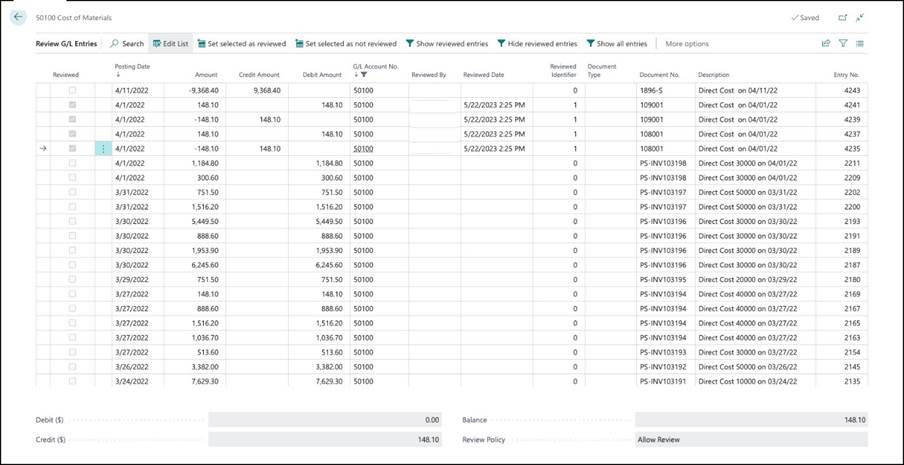 50100 Cost of Materials
Saved
Review G/L Entries Search Edit List Set selected as reviewed Set selected as not reviewed Show reviewed entries Hide reviewed entries Show all entries More options
Reviewed Posting Date ↓ Amount Credit Amount Debit Amount G/L Account No. ↓ Reviewed By Reviewed Date Reviewed Identifier Document Type Document No. Description Entry No.
4/11/2022 -9,368.40 9,368.40 50100 0 1896-S Direct Cost on 04/11/22 4243
4/1/2022 148.10 148.10 50100 5/22/2023 2:25 PM 1 109001 Direct Cost on 04/01/22 4241
4/1/2022 -148.10 148.10 50100 5/22/2023 2:25 PM 1 109001 Direct Cost on 04/01/22 4239
4/1/2022 148.10 148.10 50100 5/22/2023 2:25 PM 1 108001 Direct Cost on 04/01/22 4237
→ 4/1/2022 -148.10 148.10 50100 5/22/2023 2:25 PM 1 108001 Direct Cost on 04/01/22 4235
4/1/2022 1,184.80 1,184.80 50100 0 PS-INV103198 Direct Cost 30000 on 04/01/22 2211
4/1/2022 300.60 300.60 50100 0 PS-INV103198 Direct Cost 30000 on 04/01/22 2209
3/31/2022 751.50 751.50 50100 0 PS-INV103197 Direct Cost 50000 on 03/31/22 2202
3/31/2022 1,516.20 1,516.20 50100 0 PS-INV103197 Direct Cost 50000 on 03/31/22 2200
3/30/2022 5,449.50 5,449.50 50100 0 PS-INV103196 Direct Cost 30000 on 03/30/22 2193
3/30/2022 888.60 888.60 50100 0 PS-INV103196 Direct Cost 30000 on 03/30/22 2191
3/30/2022 1,953.90 1,953.90 50100 0 PS-INV103196 Direct Cost 30000 on 03/30/22 2189
3/30/2022 6,245.60 6,245.60 50100 0 PS-INV103196 Direct Cost 30000 on 03/30/22 2187
3/29/2022 751.50 751.50 50100 0 PS-INV103195 Direct Cost 20000 on 03/29/22 2180
3/27/2022 148.10 148.10 50100 0 PS-INV103194 Direct Cost 40000 on 03/27/22 2169
3/27/2022 888.60 888.60 50100 0 PS-INV103194 Direct Cost 40000 on 03/27/22 2167
3/27/2022 1,516.20 1,516.20 50100 0 PS-INV103194 Direct Cost 40000 on 03/27/22 2165
3/27/2022 1,036.70 1,036.70 50100 0 PS-INV103194 Direct Cost 40000 on 03/27/22 2163
3/27/2022 513.60 513.60 50100 0 PS-INV103193 Direct Cost 30000 on 03/27/22 2154
3/26/2022 3,382.00 3,382.00 50100 0 PS-INV103192 Direct Cost 50000 on 03/26/22 2145
3/24/2022 7,629.30 7,629.30 50100 0 PS-INV103191 Direct Cost 10000 on 03/24/22 2135
Debit ($) 0.00 Balance 148.10
Credit ($) 148.10 Review Policy Allow Review